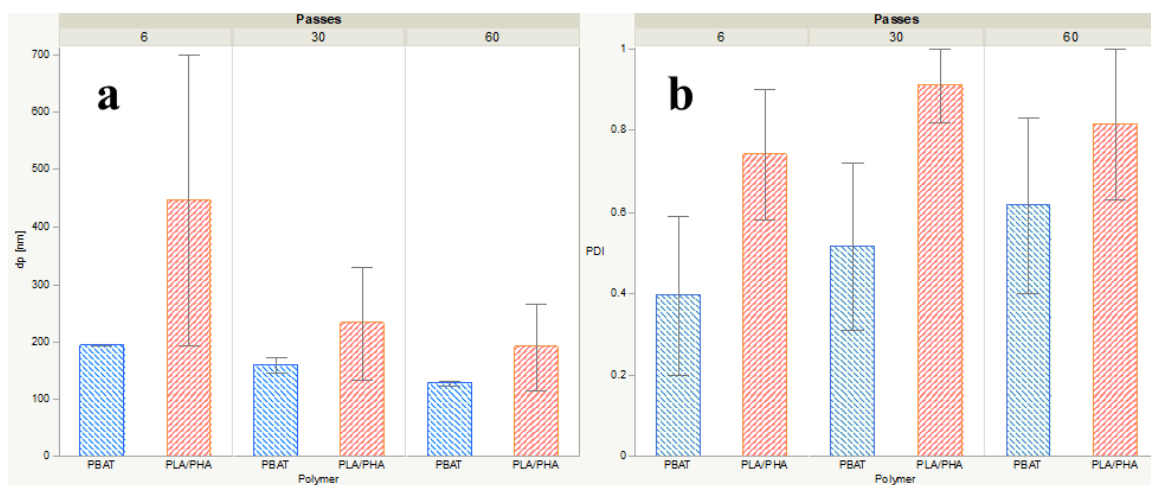 Passes
6 30 60
a
700
600
500
400
300
200
100
0
dp [nm]
PBAT PLA/PHA PBAT PLA/PHA PBAT PLA/PHA
Polymer
Passes
6 30 60
b
1
0.8
0.6
0.4
0.2
0
PDI
PBAT PLA/PHA PBAT PLA/PHA PBAT PLA/PHA
Polymer